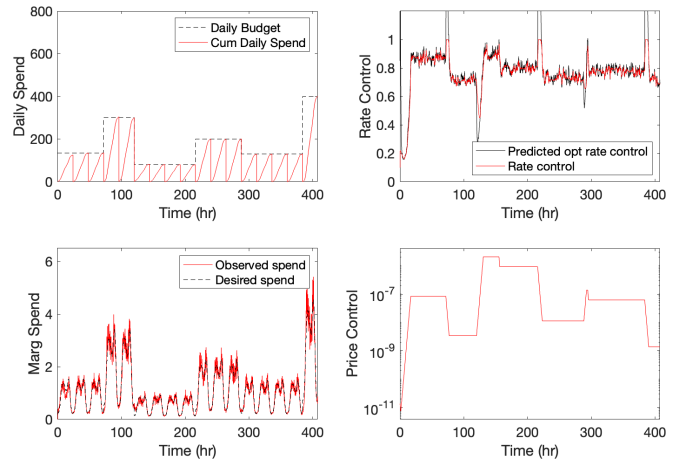 800
600
400
200
0
Daily Spend
Daily Budget
Cum Daily Spend
0 100 200 300 400
Time (hr)
1
0.8
0.6
0.4
0.2
0
Rate Control
Predicted opt rate control
Rate control
0 100 200 300 400
Time (hr)
6
4
2
0
Marg Spend
Observed spend
Desired spend
0 100 200 300 400
Time (hr)
10-7
10-9
10-11
Price Control
0 100 200 300 400
Time (hr)